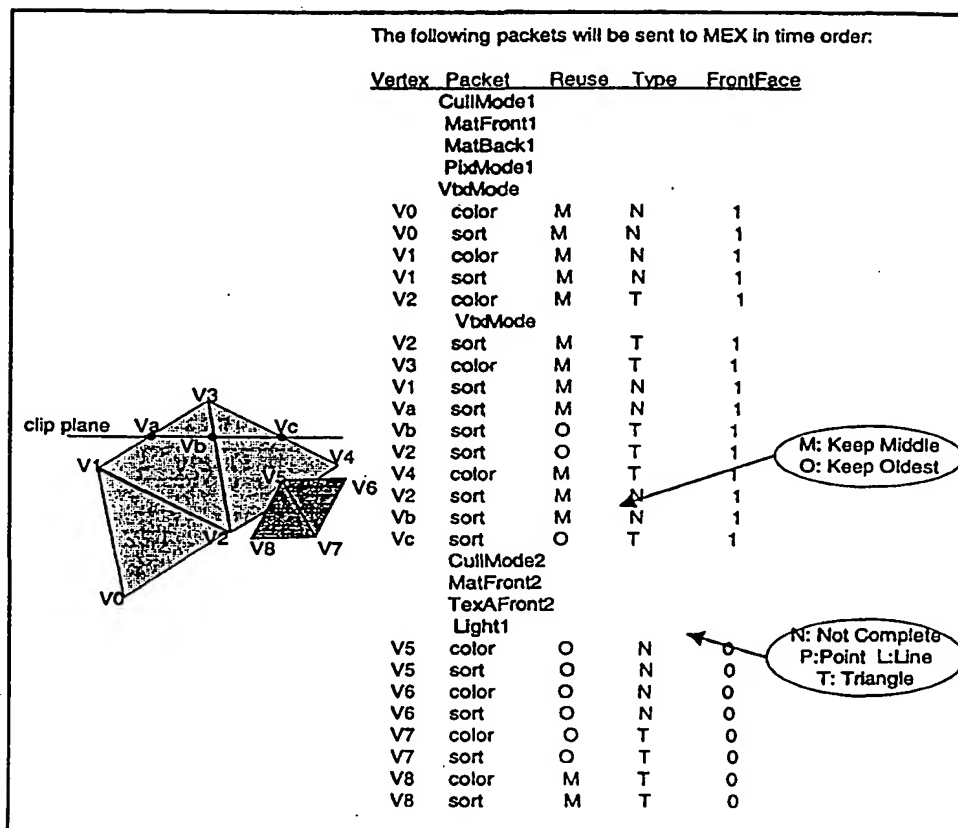 The following packets will be sent to MEX in time order:
Vertex Packet Reuse Type FrontFace
CullMode1
MatFront1
MatBack1
PixMode1
VtxMode
V0 color M N 1
V0 sort M N 1
V1 color M N 1
V1 sort M N 1
V2 color M T 1
VtxMode
V2 sort M T 1
V3 color M T 1
V1 sort M N 1
Va sort M N 1
Vb sort O T 1
V2 sort O T 1
V4 color M T 1
V2 sort M N 1
Vb sort M N 1
Vc sort O T 1
CullMode2
MatFront2
TexAFront2
Light1
V5 color O N 0
V5 sort O N 0
V6 color O N 0
V6 sort O N 0
V7 color O T 0
V7 sort O T 0
V8 color M T 0
V8 sort M T 0
V3
clip plane Va Vb Vc
V1 V4
V5 V6
V2 V8 V7
V0
M: Keep Middle
O: Keep Oldest
N: Not Complete
P:Point L:Line
T: Triangle